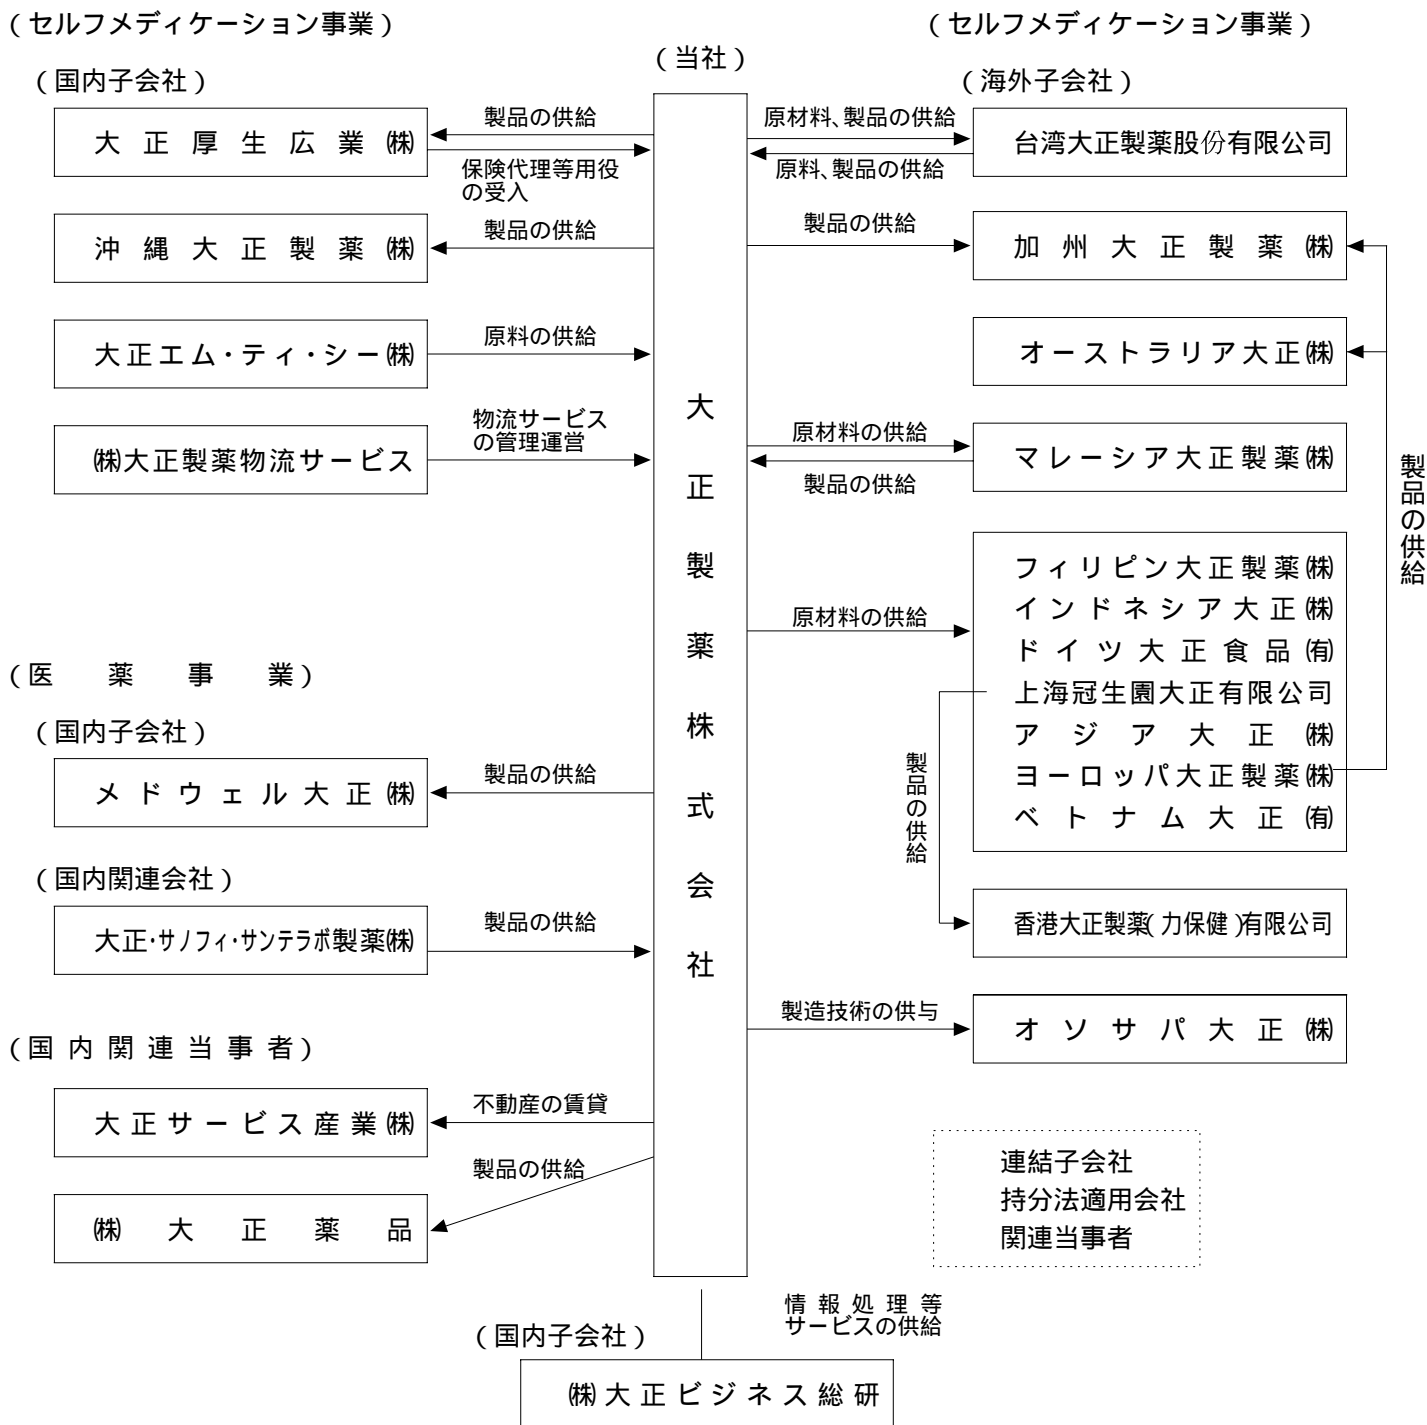 (セルフメディケーション事業)
(国内子会社)
大正厚生広業㈱
製品の供給
保険代理等用役
の受入
沖縄大正製薬㈱
製品の供給
大正エム・ティ・シー㈱
原料の供給
㈱大正製薬物流サービス
物流サービス
の管理運営
(医薬事業)
(国内子会社)
メドウェル大正㈱
製品の供給
(国内関連会社)
大正・サノフィ・サンテラボ製薬㈱
製品の供給
(国内関連当事者)
大正サービス産業㈱
不動産の賃貸
製品の供給
㈱大正薬品
(当社)
大正製薬株式会社
(セルフメディケーション事業)
(海外子会社)
原材料、製品の供給
台湾大正製薬股份有限公司
原料、製品の供給
製品の供給
加州大正製薬㈱
オーストラリア大正㈱
原材料の供給
マレーシア大正製薬㈱
製品の供給
製品の供給
原材料の供給
フィリピン大正製薬㈱
インドネシア大正㈱
ドイツ大正食品㈲
上海冠生園大正有限公司
アジア大正㈱
ヨーロッパ大正製薬㈱
ベトナム大正㈲
製品の供給
香港大正製薬(力保健)有限公司
製造技術の供与
オソサパ大正㈱
連結子会社
持分法適用会社
関連当事者
情報処理等
サービスの供給
(国内子会社)
㈱大正ビジネス総研